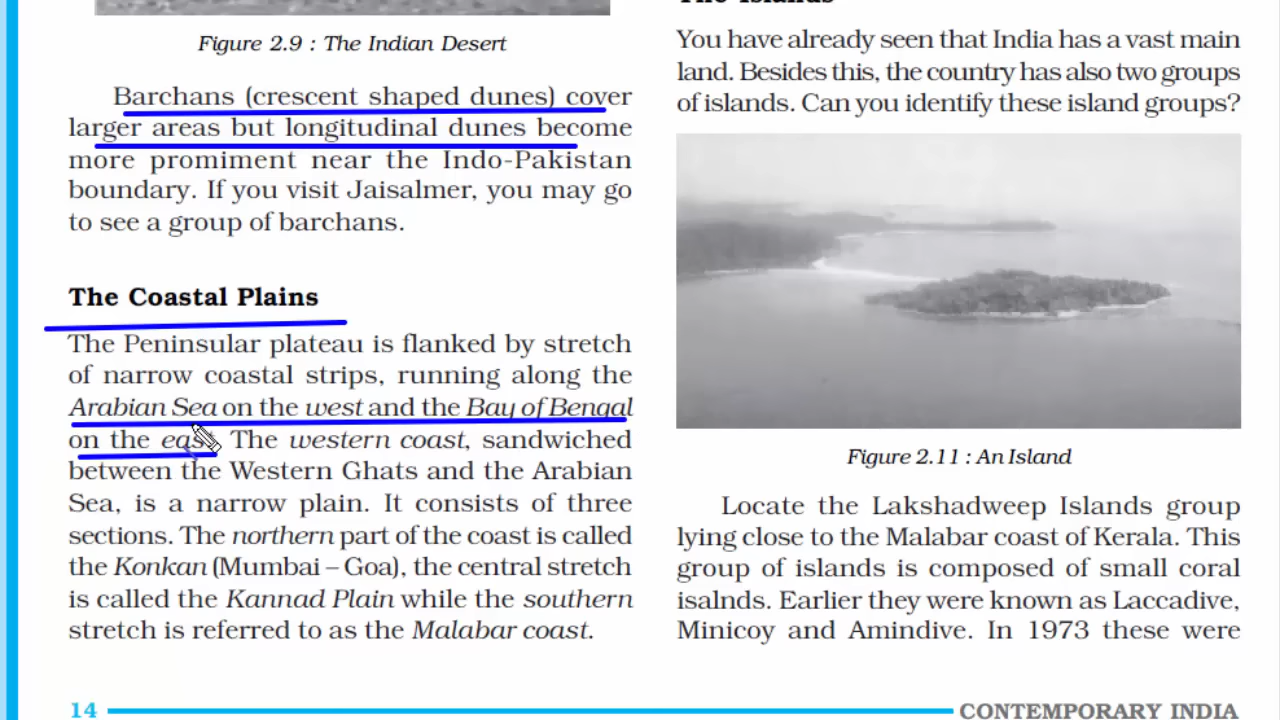 Figure 2.9 : The Indian Desert
Barchans (crescent shaped dunes) cover
larger areas but longitudinal dunes become
more promiment near the Indo-Pakistan
boundary. If you visit Jaisalmer, you may go
to see a group of barchans.
The Coastal Plains
The Peninsular plateau is flanked by stretch
of narrow coastal strips, running along the
Arabian Sea on the west and the Bay of Bengal
on the east. The western coast, sandwiched
between the Western Ghats and the Arabian
Sea, is a narrow plain. It consists of three
sections. The northern part of the coast is called
the Konkan (Mumbai – Goa), the central stretch
is called the Kannad Plain while the southern
stretch is referred to as the Malabar coast.
The Islands
You have already seen that India has a vast main
land. Besides this, the country has also two groups
of islands. Can you identify these island groups?
Figure 2.11 : An Island
Locate the Lakshadweep Islands group
lying close to the Malabar coast of Kerala. This
group of islands is composed of small coral
isalnds. Earlier they were known as Laccadive,
Minicoy and Amindive. In 1973 these were
14
CONTEMPORARY INDIA